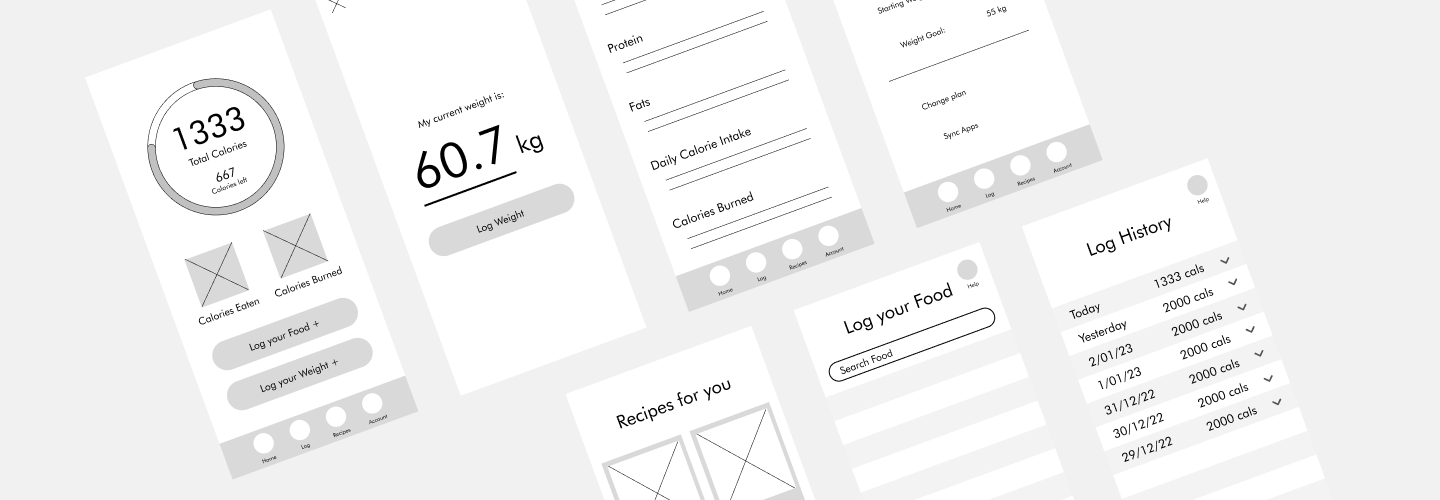 1333
Total Calories
667
Calories left
Calories Eaten
Calories Burned
Log your Food +
Log your Weight +
Home
Log
Recipes
Account
My current weight is:
60.7 kg
Log Weight
Protein
Fats
Daily Calorie Intake
Calories Burned
Home
Log
Recipes
Account
Starting
55 kg
Weight Goal:
Change plan
Sync Apps
Home
Log
Recipes
Account
Recipes for you
Help
Log your Food
Search Food
Help
Log History
Today 1333 cals
Yesterday 2000 cals
2/01/23 2000 cals
1/01/23 2000 cals
31/12/22 2000 cals
30/12/22 2000 cals
29/12/22 2000 cals